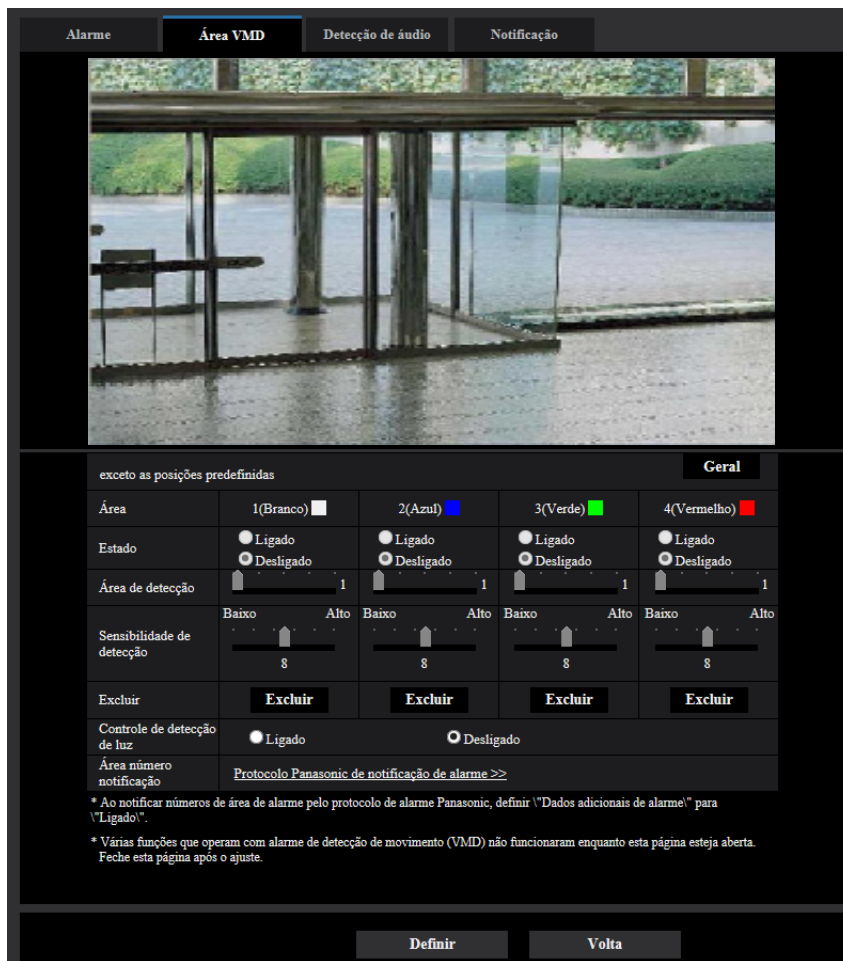 Alarme Área VMD Detecção de áudio Notificação
exceto as posições predefinidas Geral
Área 1(Branco) 2(Azul) 3(Verde) 4(Vermelho)
Estado
Ligado Ligado Ligado Ligado
Desligado Desligado Desligado Desligado
Área de detecção 1 1 1 1
Baixo Alto Baixo Alto Baixo Alto Baixo Alto
Sensibilidade de
detecção
8 8 8 8
Excluir Excluir Excluir Excluir Excluir
Controle de detecção
de luz
Ligado Desligado
Área número
notificação
Protocolo Panasonic de notificação de alarme >>
* Ao notificar números de área de alarme pelo protocolo de alarme Panasonic, definir \"Dados adicionais de alarme\" para
\"Ligado\".
* Várias funções que operam com alarme de detecção de movimento (VMD) não funcionaram enquanto esta página esteja aberta.
Feche esta página após o ajuste.
Definir Volta